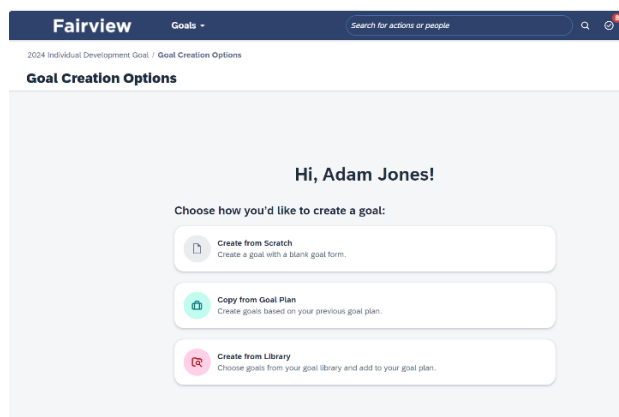 Fairview
Goals
Search for actions or people
2024 Individual Development Goal / Goal Creation Options
Goal Creation Options
Hi, Adam Jones!
Choose how you'd like to create a goal:
Create from Scratch
Create a goal with a blank goal form.
Copy from Goal Plan
Create goals based on your previous goal plan.
Create from Library
Choose goals from your goal library and add to your goal plan.